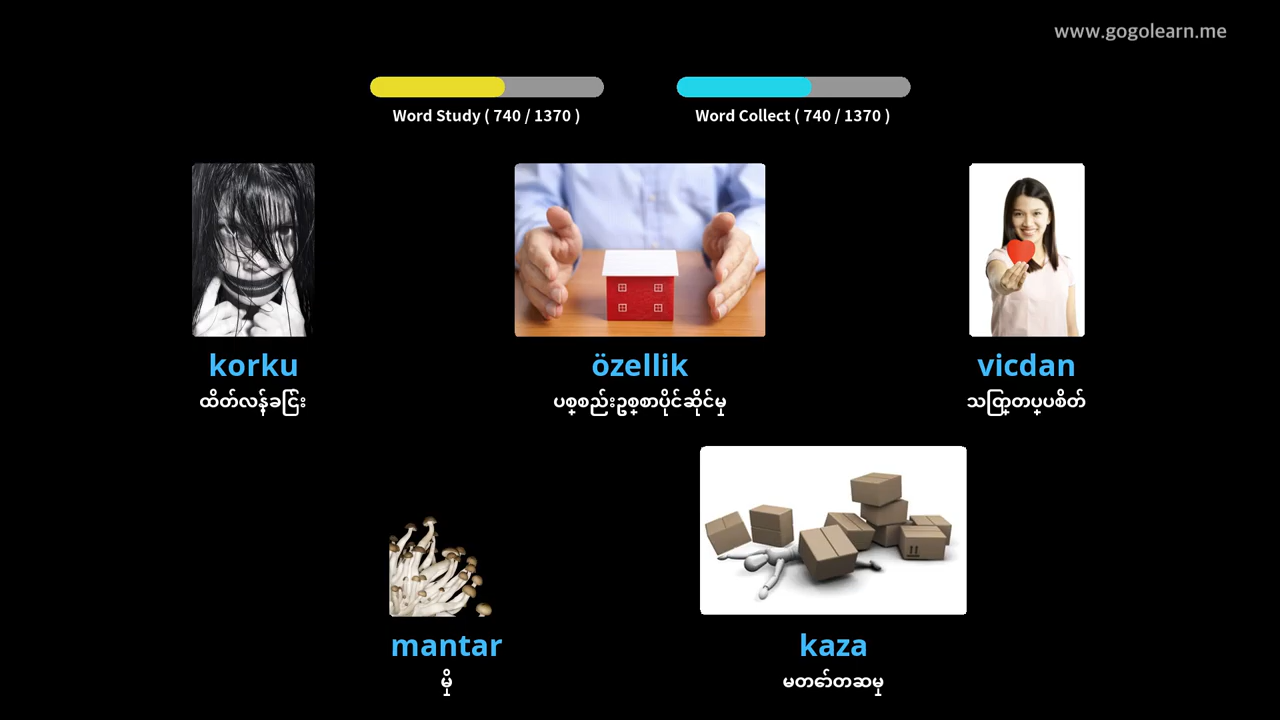 www.gogolearn.me
Word Study ( 740 / 1370 )
Word Collect ( 740 / 1370 )
korku
ထိတ်လန့်ခြင်း
özellik
ပစ္စည်းဥစ္စာပိုင်ဆိုင်မှု
vicdan
သြတ္တပ္ပစိတ်
mantar
မှို
kaza
မတော်တဆမှု